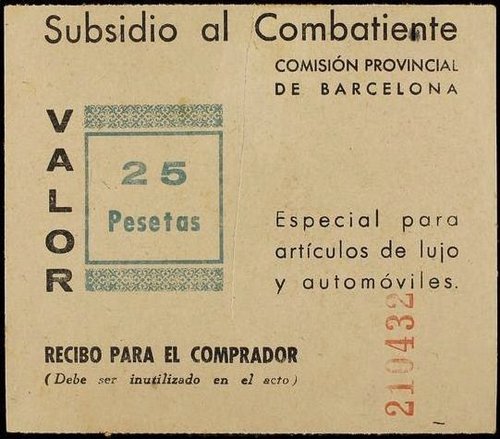 Subsidio al Combatiente
COMISIÓN PROVINCIAL
DE BARCELONA
VALOR
25
Pesetas
Especial para
artículos de lujo
y automóviles.
RECIBO PARA EL COMPRADOR
(Debe ser inutilizado en el acto)
210432